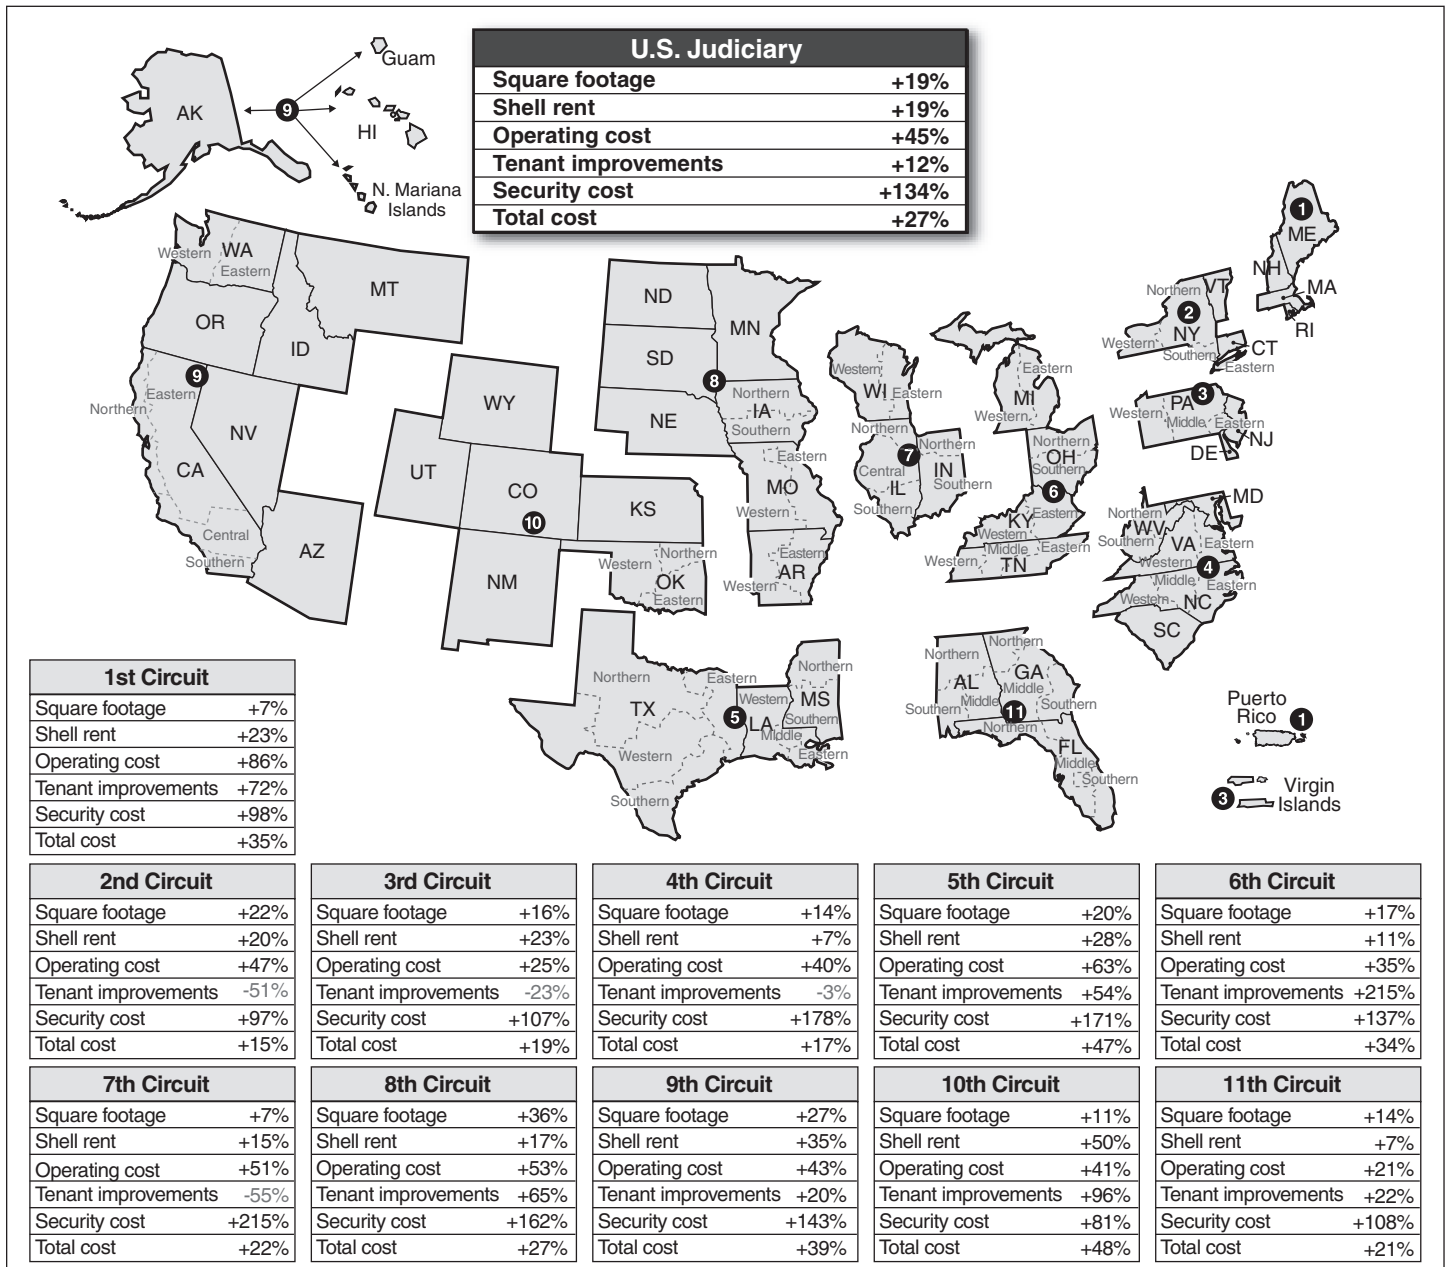 U.S. Judiciary
Square footage +19%
Shell rent +19%
Operating cost +45%
Tenant improvements +12%
Security cost +134%
Total cost +27%
Guam
AK
9
HI
N. Mariana
Islands
1
ME
NH
MA
RI
Western
WA
Eastern
MT
OR
ID
9
Eastern
Northern
NV
CA
Central
Southern
AZ
WY
UT
CO
10
KS
NM
Northern
Western
OK
Eastern
ND
MN
SD
8
NE
Northern
IA
Southern
Eastern
MO
Western
Eastern
AR
Western
Western
WI
Eastern
Northern
7
Northern
Central
IL
IN
Southern
Southern
Eastern
MI
Western
Northern
OH
Southern
6
Eastern
KY
Western
Middle
Eastern
Western
TN
Northern
VT
2
NY
Western
Southern
CT
Eastern
3
PA
Western
Middle
Eastern
NJ
DE
MD
Northern
WV
Southern
VA
Eastern
Western
4
Middle
Eastern
Western
NC
SC
Northern
Eastern
TX
5
Western
Southern
Northern
Western
MS
LA
Southern
Middle
Eastern
Northern
Northern
AL
GA
Middle
Middle
Southern
Southern
11
Northern
FL
Middle
Southern
Puerto
Rico
1
Virgin
3
Islands
1st Circuit
Square footage +7%
Shell rent +23%
Operating cost +86%
Tenant improvements +72%
Security cost +98%
Total cost +35%
2nd Circuit
Square footage +22%
Shell rent +20%
Operating cost +47%
Tenant improvements -51%
Security cost +97%
Total cost +15%
3rd Circuit
Square footage +16%
Shell rent +23%
Operating cost +25%
Tenant improvements -23%
Security cost +107%
Total cost +19%
4th Circuit
Square footage +14%
Shell rent +7%
Operating cost +40%
Tenant improvements -3%
Security cost +178%
Total cost +17%
5th Circuit
Square footage +20%
Shell rent +28%
Operating cost +63%
Tenant improvements +54%
Security cost +171%
Total cost +47%
6th Circuit
Square footage +17%
Shell rent +11%
Operating cost +35%
Tenant improvements +215%
Security cost +137%
Total cost +34%
7th Circuit
Square footage +7%
Shell rent +15%
Operating cost +51%
Tenant improvements -55%
Security cost +215%
Total cost +22%
8th Circuit
Square footage +36%
Shell rent +17%
Operating cost +53%
Tenant improvements +65%
Security cost +162%
Total cost +27%
9th Circuit
Square footage +27%
Shell rent +35%
Operating cost +43%
Tenant improvements +20%
Security cost +143%
Total cost +39%
10th Circuit
Square footage +11%
Shell rent +50%
Operating cost +41%
Tenant improvements +96%
Security cost +81%
Total cost +48%
11th Circuit
Square footage +14%
Shell rent +7%
Operating cost +21%
Tenant improvements +22%
Security cost +108%
Total cost +21%